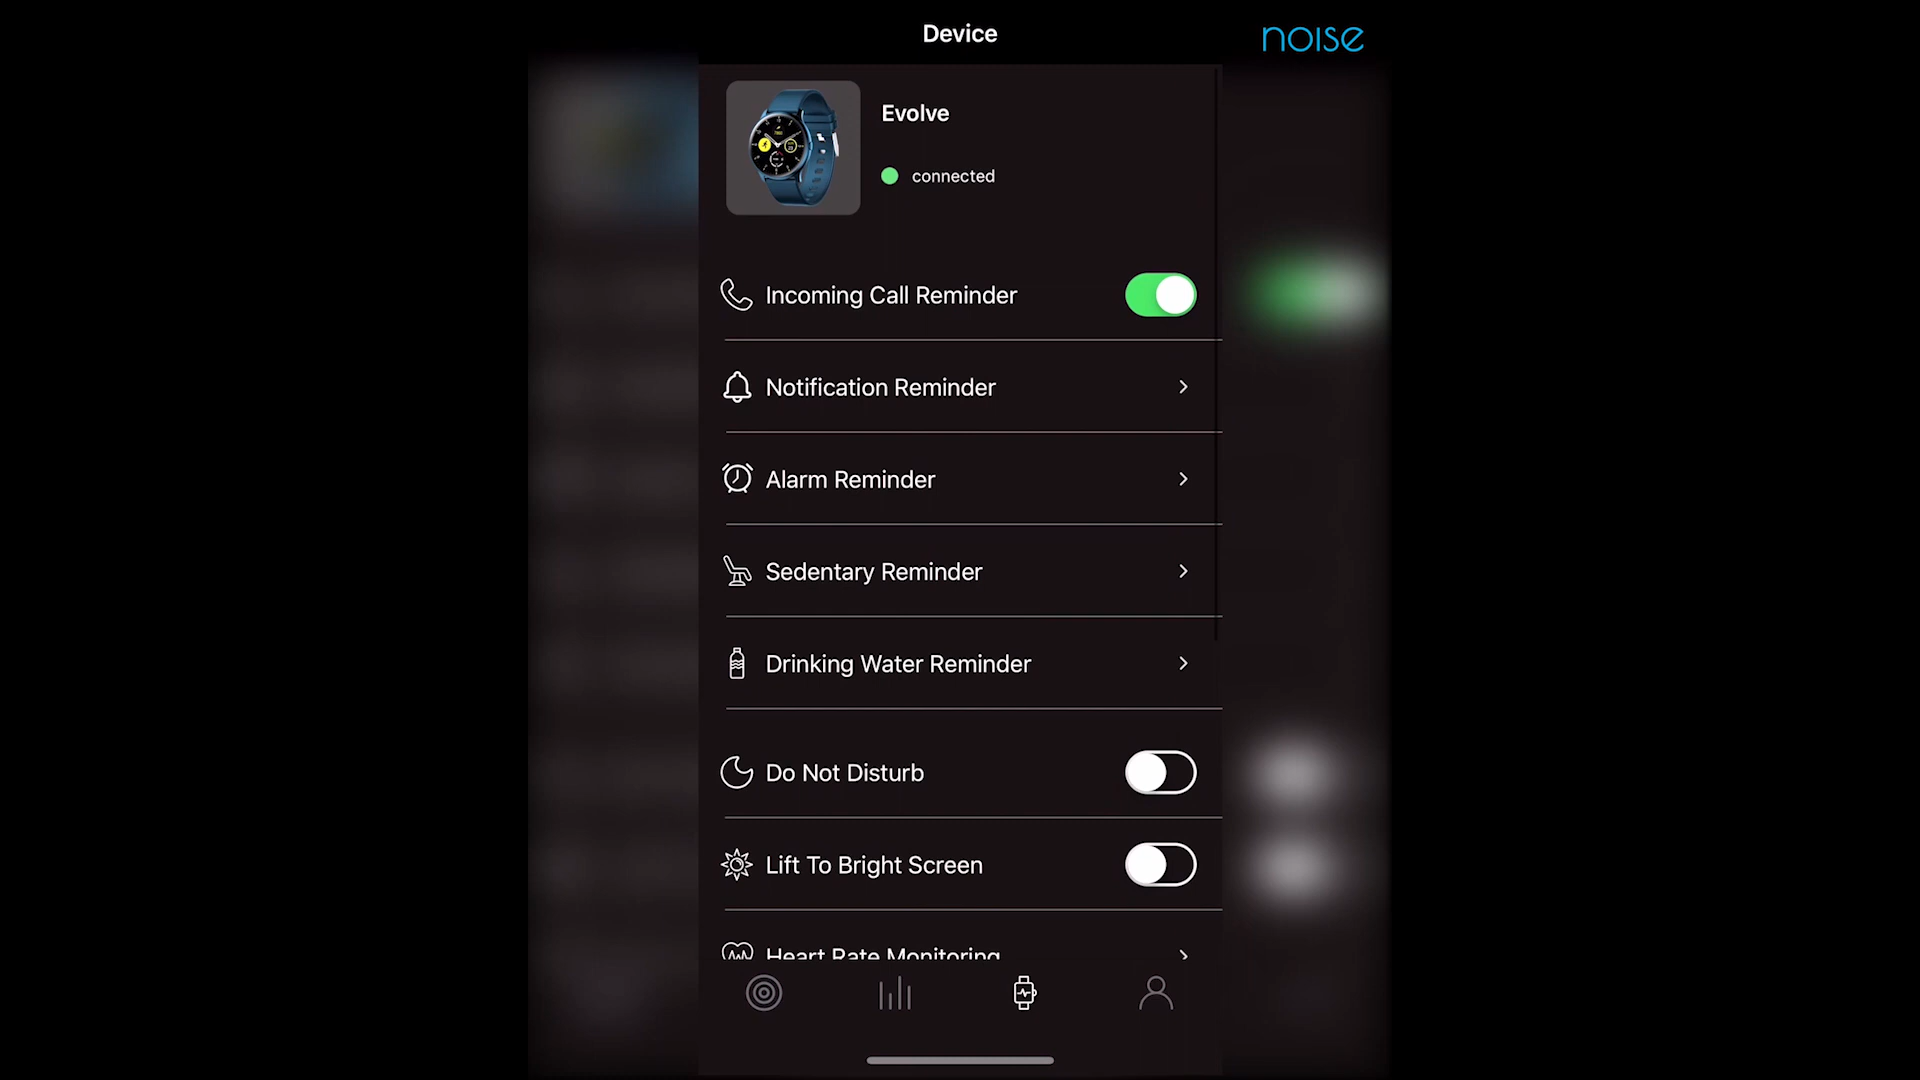 Device
noise
Evolve
connected
Incoming Call Reminder
Notification Reminder
Alarm Reminder
Sedentary Reminder
Drinking Water Reminder
Do Not Disturb
Lift To Bright Screen
Heart Rate Monitoring